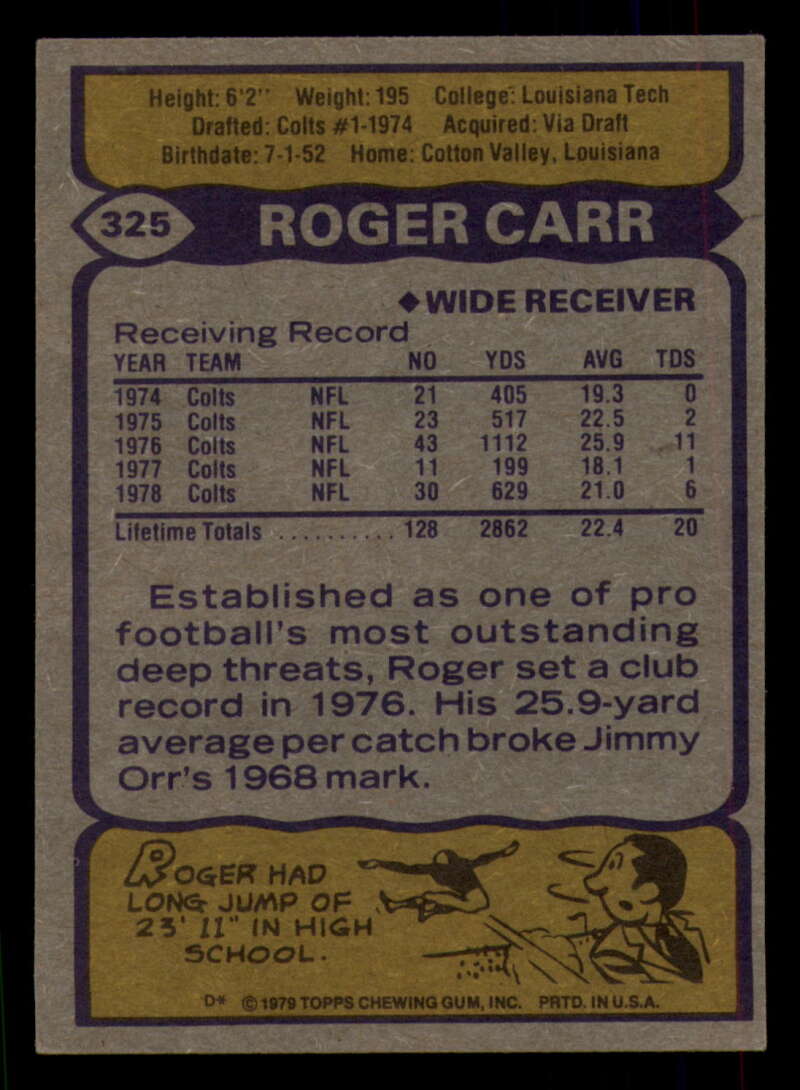 Height: 6'2" Weight: 195 College: Louisiana Tech
Drafted: Colts #1-1974 Acquired: Via Draft
Birthdate: 7-1-52 Home: Cotton Valley, Louisiana
325 ROGER CARR
◆ WIDE RECEIVER
Receiving Record
YEAR TEAM NO YDS AVG TDS
1974 Colts NFL 21 405 19.3 0
1975 Colts NFL 23 517 22.5 2
1976 Colts NFL 43 1112 25.9 11
1977 Colts NFL 11 199 18.1 1
1978 Colts NFL 30 629 21.0 6
Lifetime Totals .......... 128 2862 22.4 20
Established as one of pro
football's most outstanding
deep threats, Roger set a club
record in 1976. His 25.9-yard
average per catch broke Jimmy
Orr's 1968 mark.
ROGER HAD
LONG JUMP OF
23' 11" IN HIGH
SCHOOL.
D* © 1979 TOPPS CHEWING GUM, INC. PRTD. IN U.S.A.